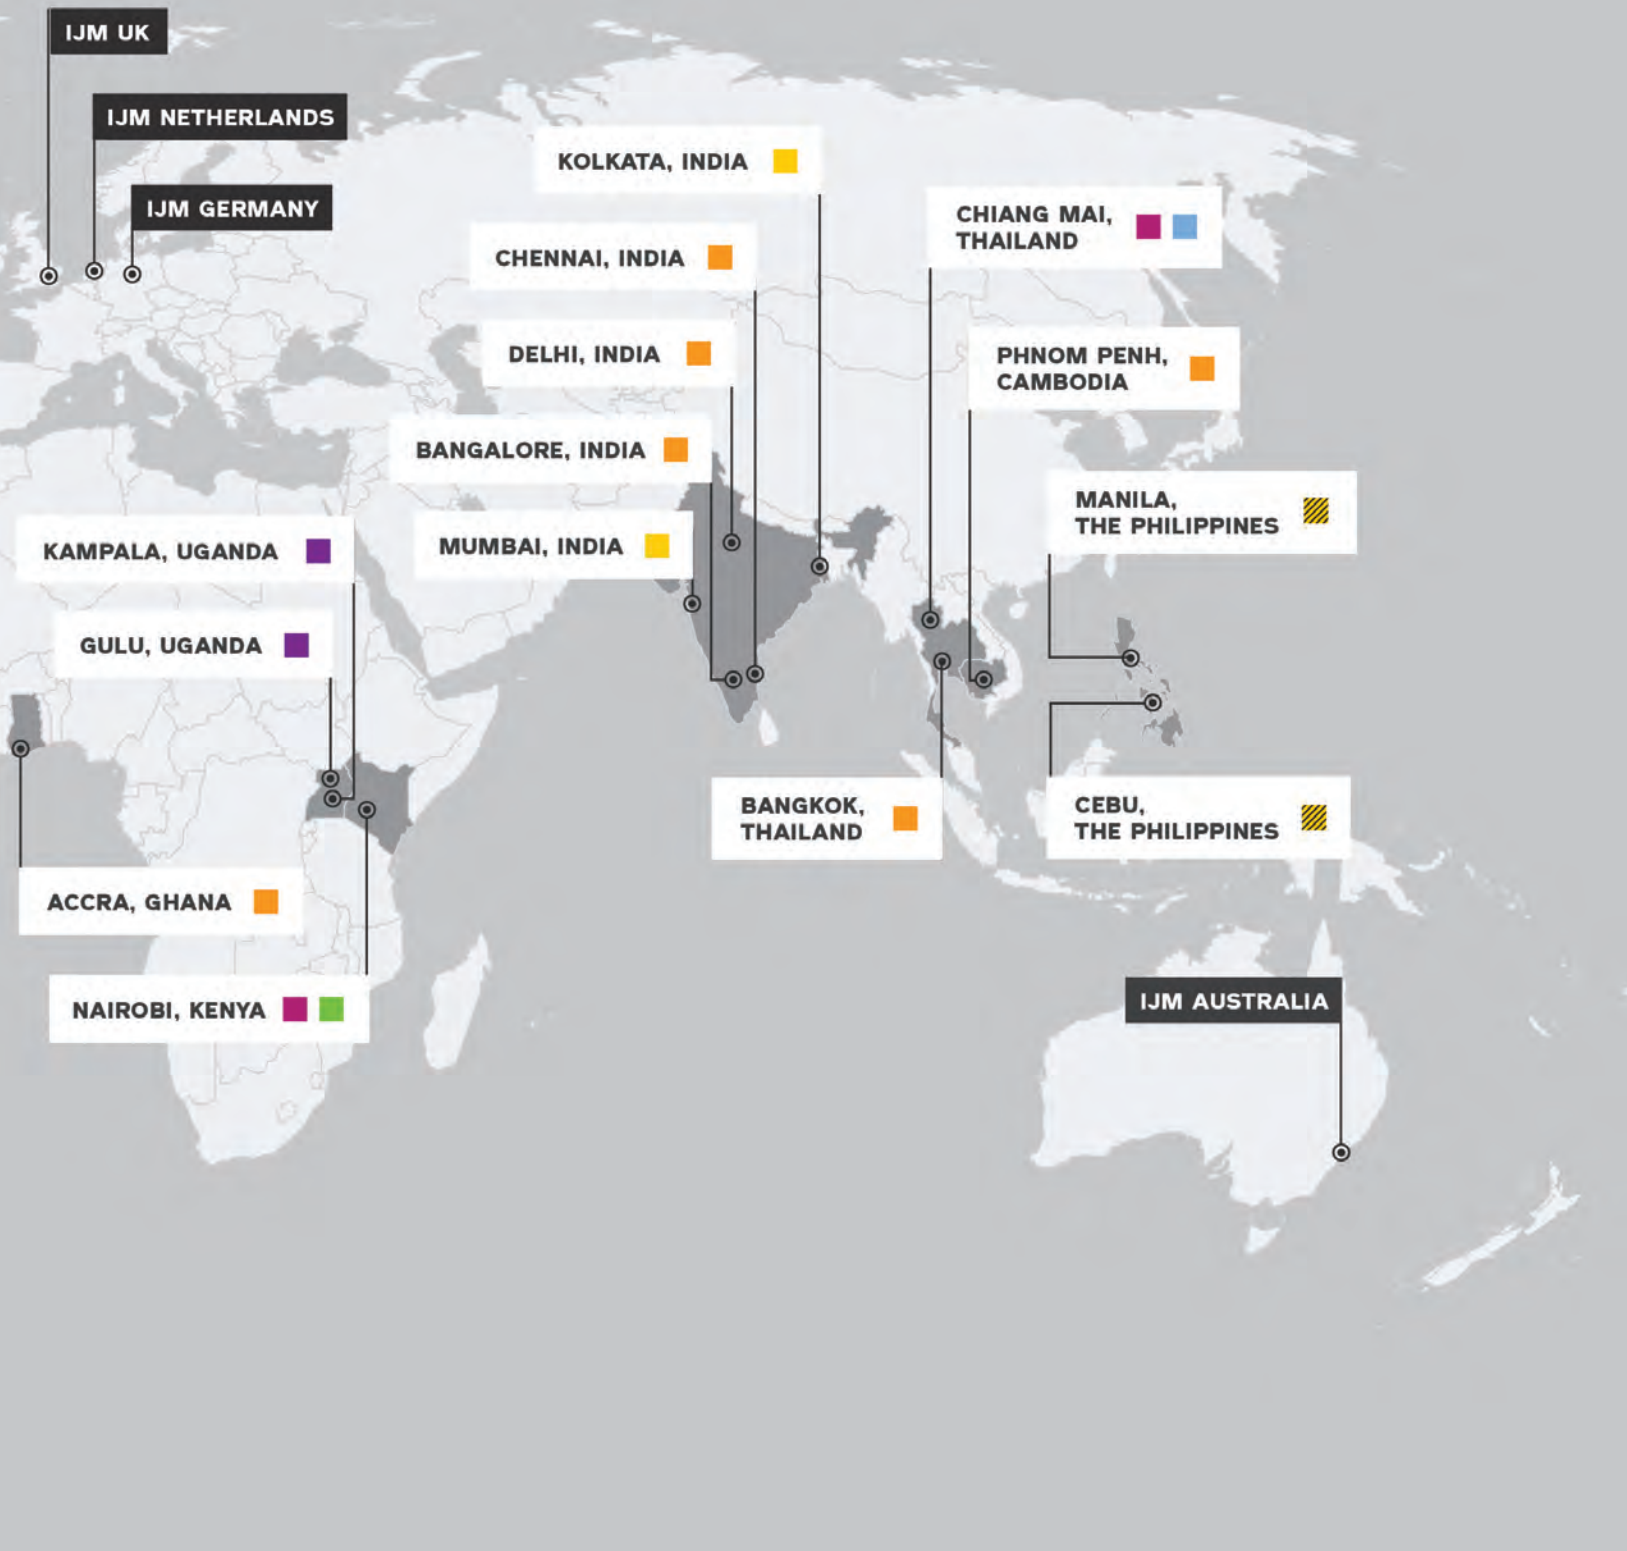 IJM UK
IJM NETHERLANDS
IJM GERMANY
KOLKATA, INDIA
CHENNAI, INDIA
DELHI, INDIA
BANGALORE, INDIA
MUMBAI, INDIA
CHIANG MAI,
THAILAND
PHNOM PENH,
CAMBODIA
MANILA,
THE PHILIPPINES
KAMPALA, UGANDA
GULU, UGANDA
BANGKOK,
THAILAND
CEBU,
THE PHILIPPINES
ACCRA, GHANA
NAIROBI, KENYA
IJM AUSTRALIA